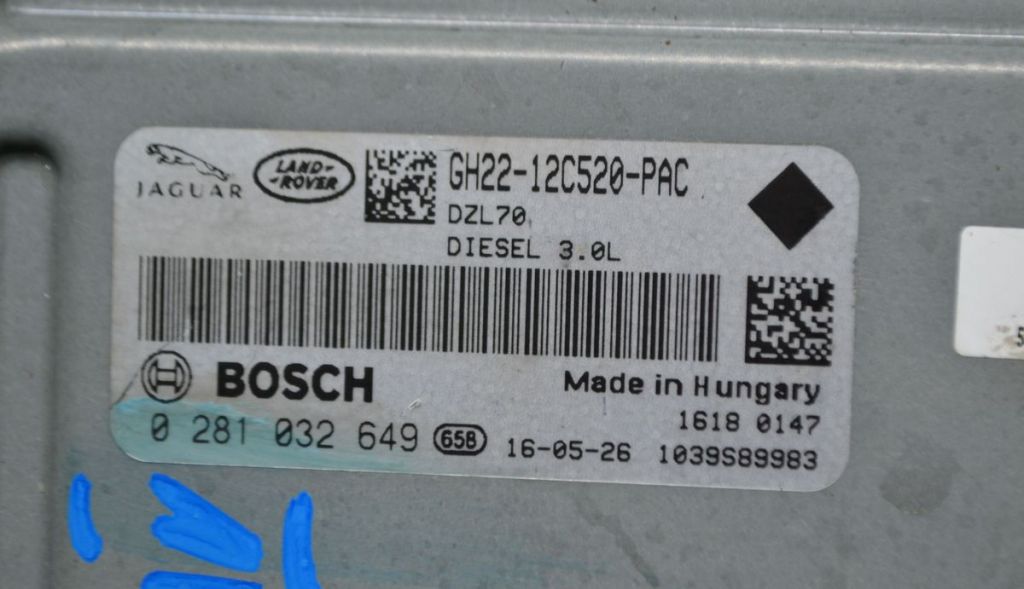 JAGUAR
LAND-
-ROVER
GH22-12C520-PAC
DZL70
DIESEL 3.0L
BOSCH
Made in Hungary
1618 0147
0 281 032 649 658 16-05-26 1039S89983
5